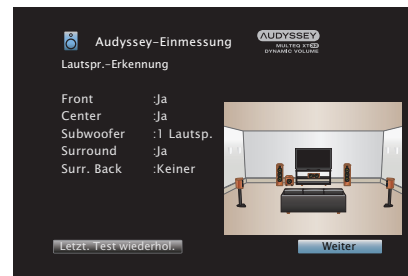 Audyssey-Einmessung
AUDYSSEY
MULTEQ XT32
DYNAMIC VOLUME
Lautspr.-Erkennung
Front :Ja
Center :Ja
Subwoofer :1 Lautsp.
Surround :Ja
Surr. Back :Keiner
Letzt. Test wiederhol.
Weiter